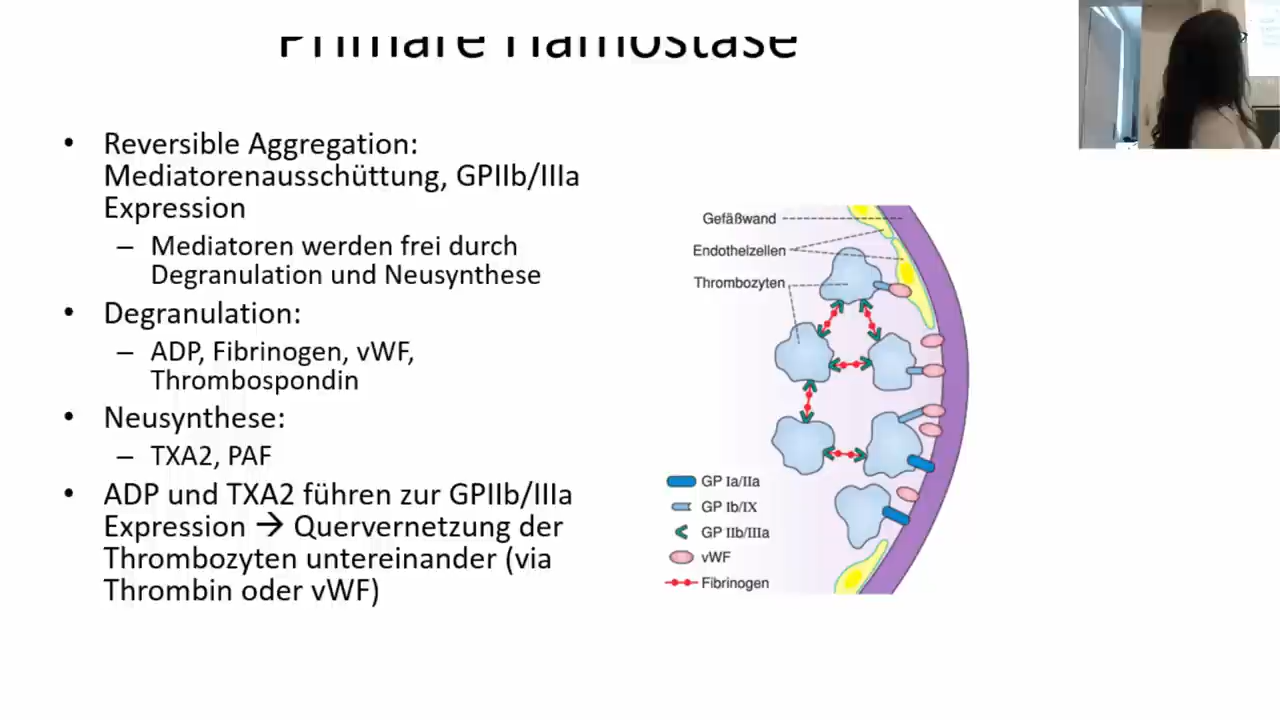 Primäre Hämostase
• Reversible Aggregation:
Mediatorenausschüttung, GPIIb/IIIa
Expression
– Mediatoren werden frei durch
Degranulation und Neusynthese
• Degranulation:
– ADP, Fibrinogen, vWF,
Thrombospondin
• Neusynthese:
– TXA2, PAF
• ADP und TXA2 führen zur GPIIb/IIIa
Expression → Quervernetzung der
Thrombozyten untereinander (via
Thrombin oder vWF)
Gefäßwand
Endothelzellen
Thrombozyten
GP Ia/IIa
GP Ib/IX
GP IIb/IIIa
vWF
Fibrinogen